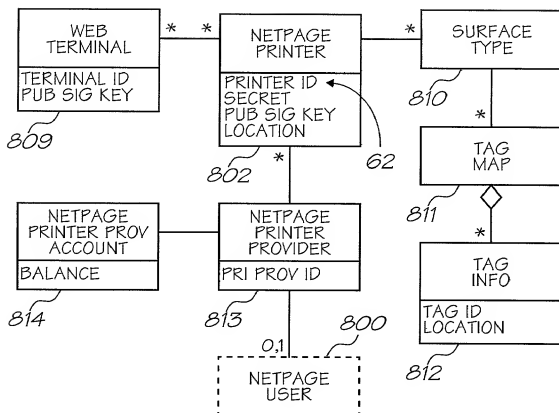 WEB
TERMINAL
TERMINAL ID
PUB SIG KEY
809
*
*
NETPAGE
PRINTER
PRINTER ID
SECRET
PUB SIG KEY
LOCATION
802
62
*
*
SURFACE
TYPE
810
*
TAG
MAP
811
*
TAG
INFO
TAG ID
LOCATION
812
NETPAGE
PRINTER PROV
ACCOUNT
BALANCE
814
NETPAGE
PRINTER
PROVIDER
PRI PROV ID
813
0,1
800
NETPAGE
USER